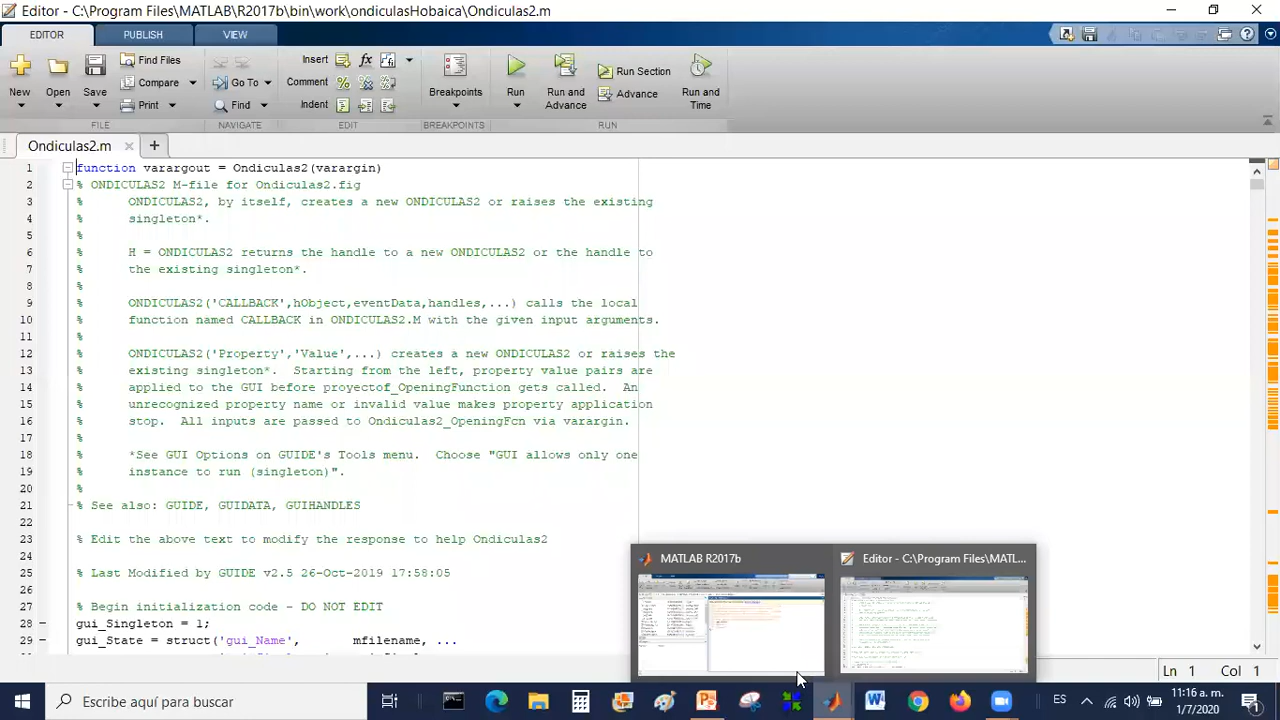 Editor - C:\Program Files\MATLAB\R2017b\bin\work\ondiculasHobaica\Ondiculas2.m
EDITOR PUBLISH VIEW
New Open Save Find Files Compare Print Go To Find Insert Comment Indent Breakpoints Run Run and Advance Run Section Advance Run and Time
FILE NAVIGATE EDIT BREAKPOINTS RUN
Ondiculas2.m
1 function varargout = Ondiculas2(varargin)
2 % ONDICULAS2 M-file for Ondiculas2.fig
3 % ONDICULAS2, by itself, creates a new ONDICULAS2 or raises the existing
4 % singleton*.
5 %
6 % H = ONDICULAS2 returns the handle to a new ONDICULAS2 or the handle to
7 % the existing singleton*.
8 %
9 % ONDICULAS2('CALLBACK',hObject,eventData,handles,...) calls the local
10 % function named CALLBACK in ONDICULAS2.M with the given input arguments.
11 %
12 % ONDICULAS2('Property','Value',...) creates a new ONDICULAS2 or raises the
13 % existing singleton*. Starting from the left, property value pairs are
14 % applied to the GUI before proyectof_OpeningFunction gets called. An
15 % unrecognized property name or invalid value makes property application
16 % stop. All inputs are passed to Ondiculas2_OpeningFcn via varargin.
17 %
18 % *See GUI Options on GUIDE's Tools menu. Choose "GUI allows only one
19 % instance to run (singleton)".
20 %
21 % See also: GUIDE, GUIDATA, GUIHANDLES
22
23 % Edit the above text to modify the response to help Ondiculas2
24
25 % Last Modified by GUIDE v2.5 26-Oct-2019 17:58:05
26
27 % Begin initialization code - DO NOT EDIT
28 gui_Singleton = 1;
29 gui_State = struct('gui_Name', mfilename, ...
MATLAB R2017b
Editor - C:\Program Files\MATL...
Ln 1 Col 1
Escribe aquí para buscar
ES
11:16 a. m.
1/7/2020
1